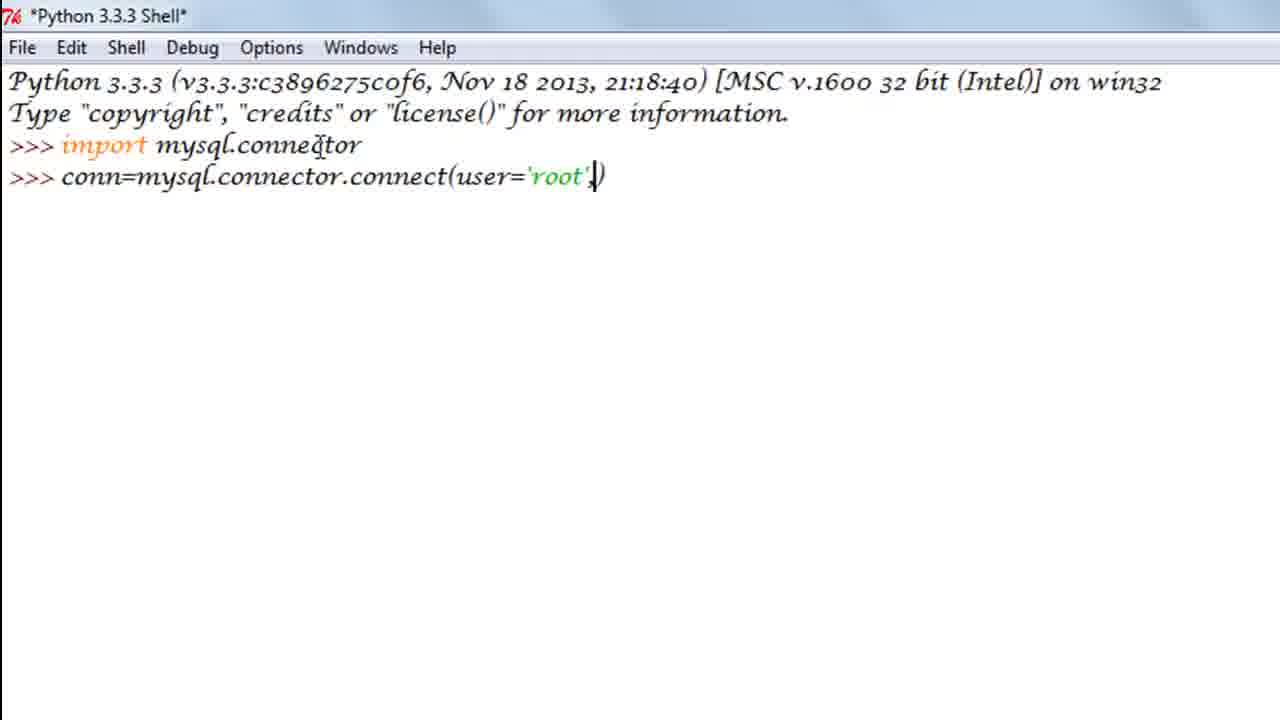 *Python 3.3.3 Shell*
File Edit Shell Debug Options Windows Help
Python 3.3.3 (v3.3.3:c3896275c0f6, Nov 18 2013, 21:18:40) [MSC v.1600 32 bit (Intel)] on win32
Type "copyright", "credits" or "license()" for more information.
>>> import mysql.connector
>>> conn=mysql.connector.connect(user='root',)